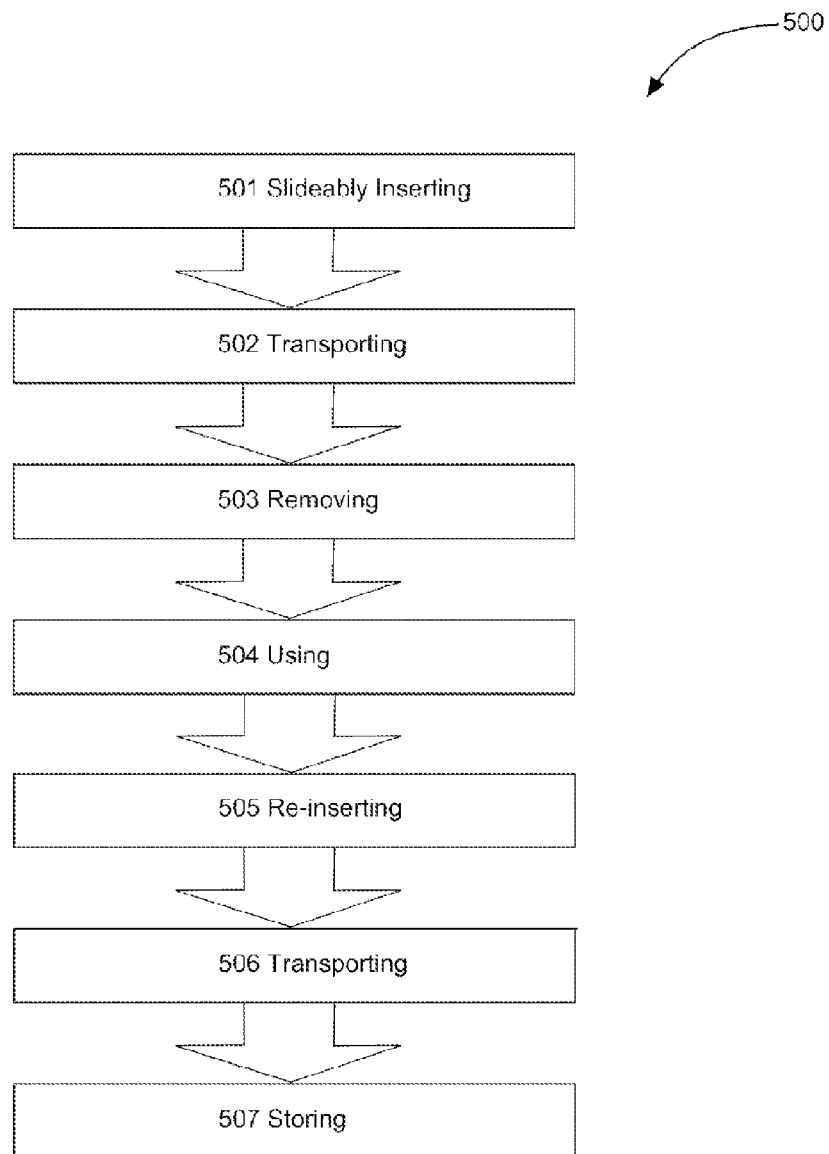 500
501 Slideably Inserting
502 Transporting
503 Removing
504 Using
505 Re-inserting
506 Transporting
507 Storing